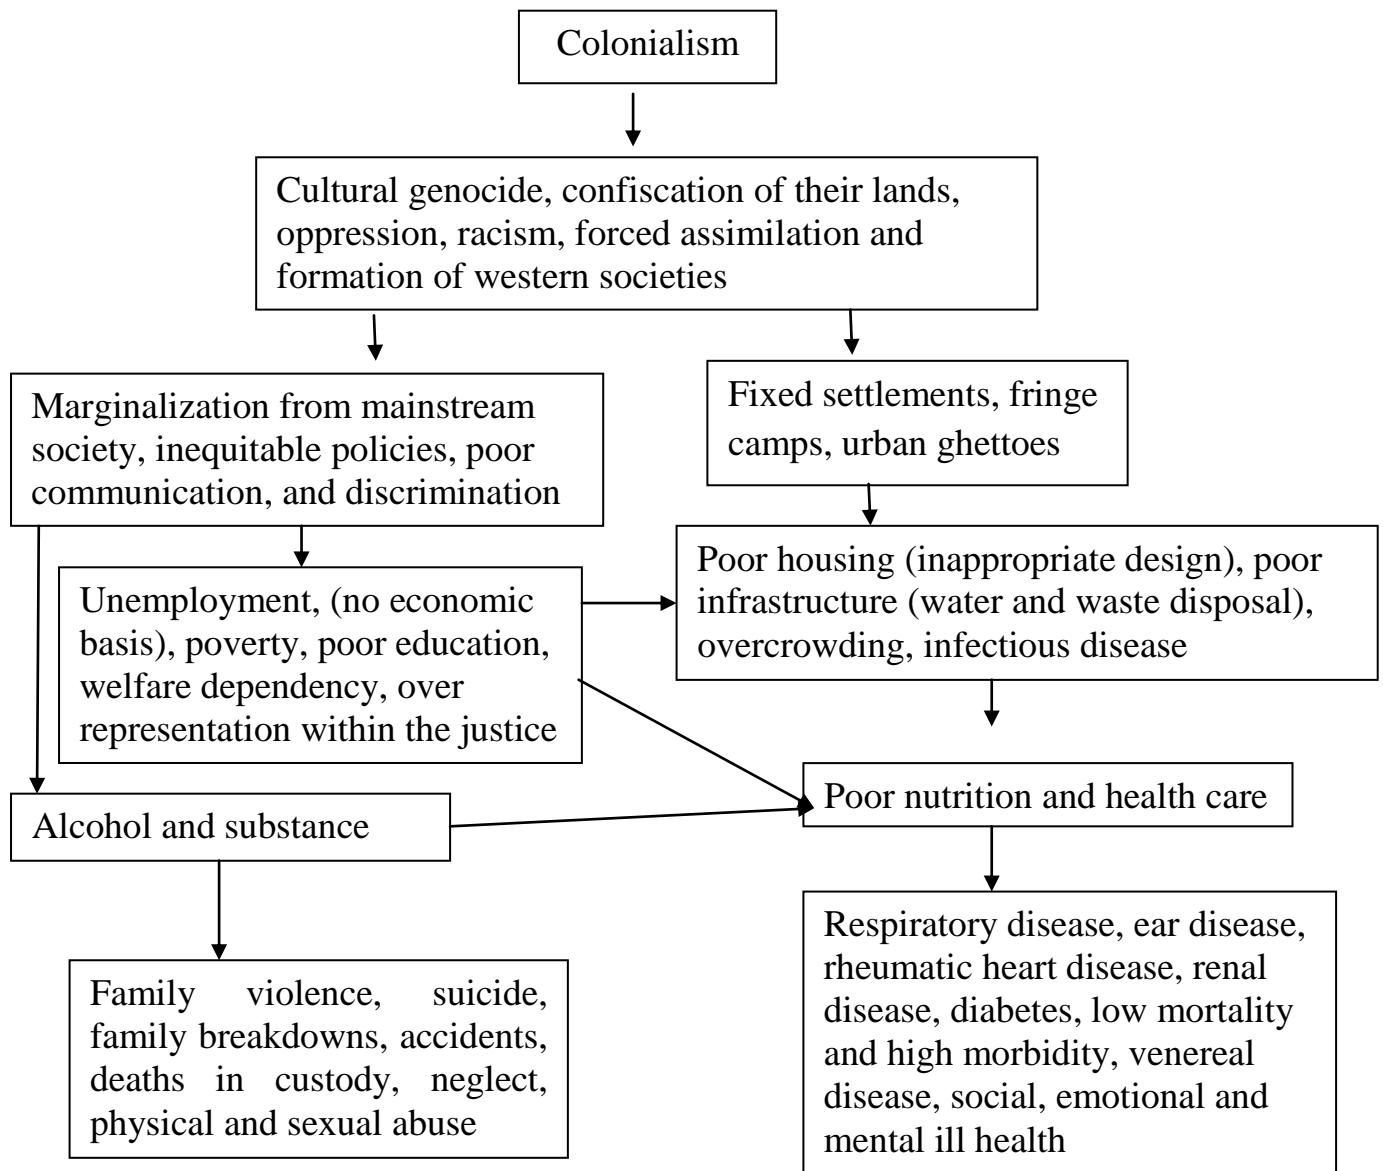 Colonialism
Cultural genocide, confiscation of their lands,
oppression, racism, forced assimilation and
formation of western societies
Marginalization from mainstream
society, inequitable policies, poor
communication, and discrimination
Fixed settlements, fringe
camps, urban ghettoes
Unemployment, (no economic
basis), poverty, poor education,
welfare dependency, over
representation within the justice
Poor housing (inappropriate design), poor
infrastructure (water and waste disposal),
overcrowding, infectious disease
Alcohol and substance
Poor nutrition and health care
Family violence, suicide,
family breakdowns, accidents,
deaths in custody, neglect,
physical and sexual abuse
Respiratory disease, ear disease,
rheumatic heart disease, renal
disease, diabetes, low mortality
and high morbidity, venereal
disease, social, emotional and
mental ill health